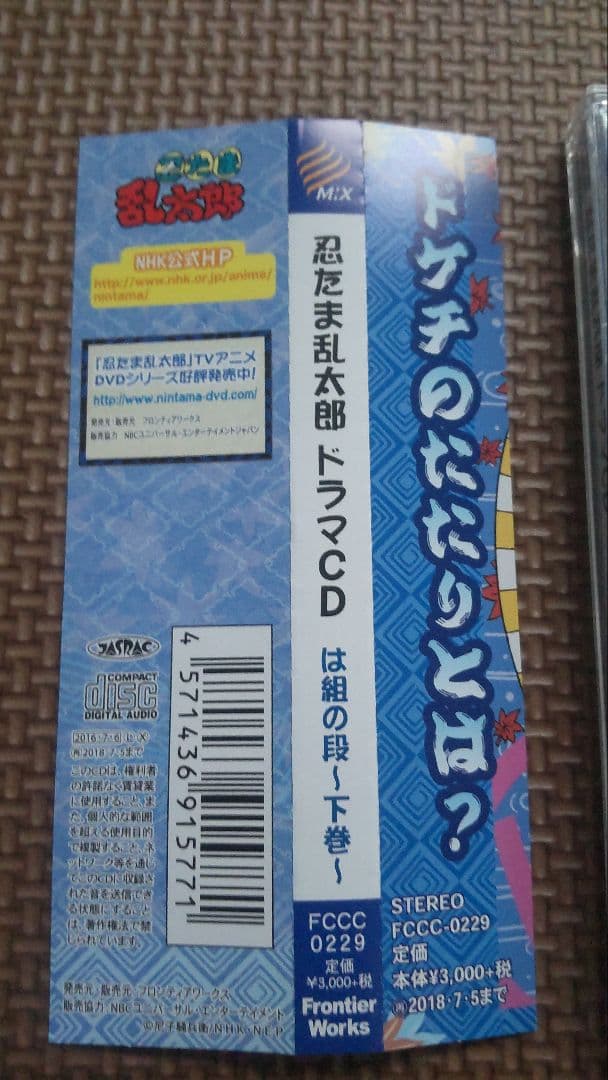 忍たま
乱太郎
NHK公式HP
http://www.nhk.or.jp/anime/
nintama/
「忍たま乱太郎」TVアニメ
DVDシリーズ好評発売中!
http://www.nintama-dvd.com/
発売元・販売元 フロンティアワークス
販売協力 NBCユニバーサル・エンターテイメントジャパン
JASRAC
COMPACT
disc
DIGITAL AUDIO
2016・7・6
2018・7・5まで
このCDは、権利者
の許諾なく賃貸業
に使用すること、ま
た、個人的な範囲
を超える使用目的
で複製すること、ネ
ットワーク等を通じ
て、このCDに収録さ
れた音を送信できる
る状態にすること
は、著作権法で禁
じられています。
4571436915771
発売元・販売元:フロンティアワークス
販売協力:NBCユニバーサル・エンターテイメント
©尼子騒兵衛/NHK・NEP
M:X
忍たま乱太郎 ドラマCD は組の段～下巻～
FCCC
0229
定価
¥3,000+税
Frontier
Works
ドケチのたたりとは?
STEREO
FCCC-0229
定価
本体¥3,000+税
2018・7・5まで